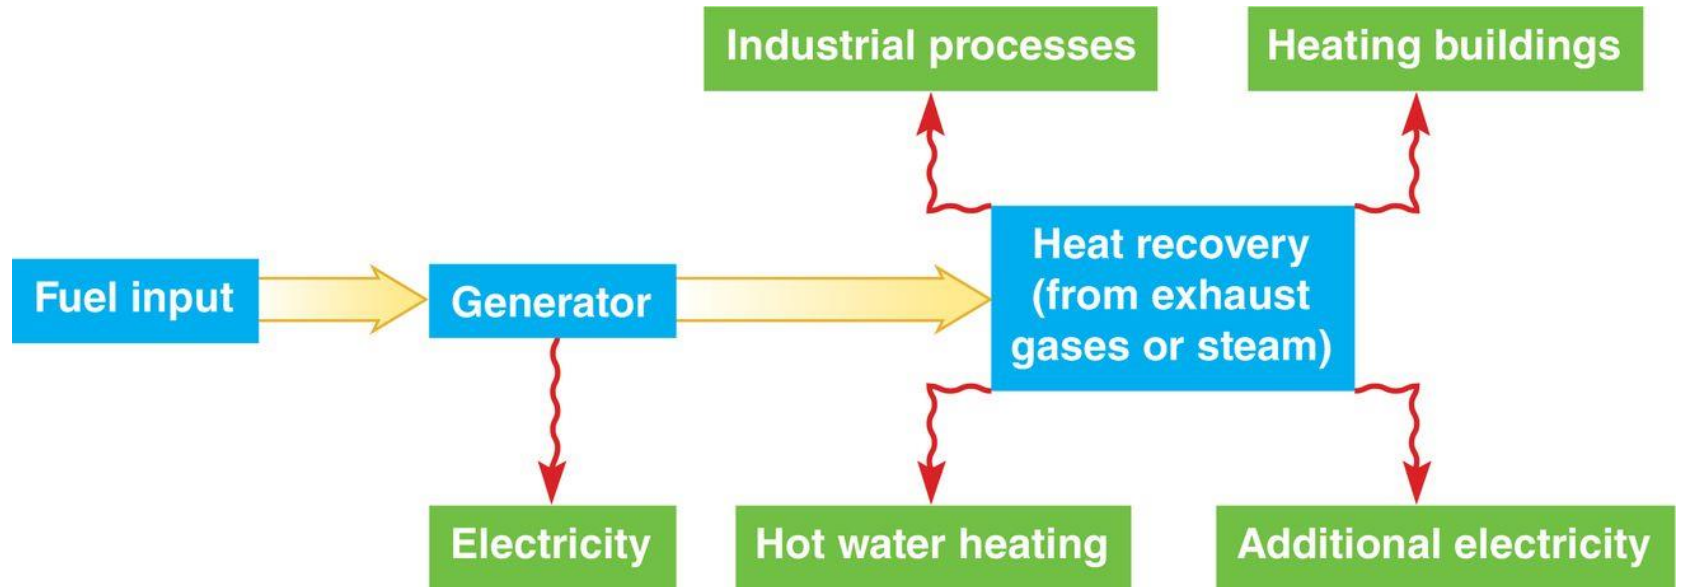 Industrial processes
Heating buildings
Fuel input
Generator
Heat recovery
(from exhaust
gases or steam)
Electricity
Hot water heating
Additional electricity